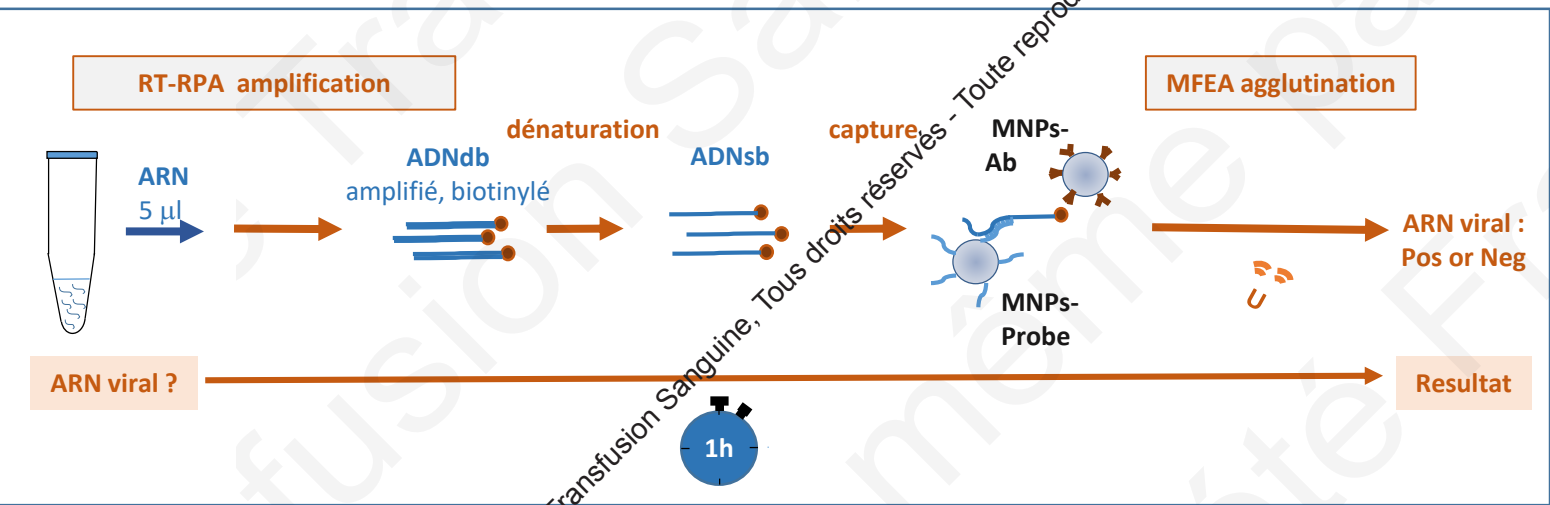 RT-RPA amplification
MFEA agglutination
dénaturation
capture
MNPs-
Ab
ADNdb
amplifié, biotinylé
ADNsb
ARN
5 µl
ARN viral :
Pos or Neg
MNPs-
Probe
ARN viral ?
Resultat
1h
Transfusion Sanguine, Tous droits réservés - Toute reprod